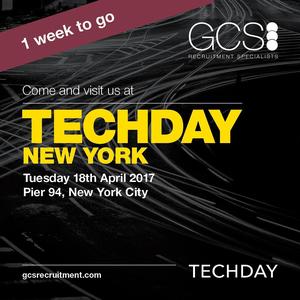 1 week to go
GCS
RECRUITMENT SPECIALISTS
Come and visit us at
TECHDAY
NEW YORK
Tuesday 18th April 2017
Pier 94, New York City
gcsrecruitment.com
TECHDAY